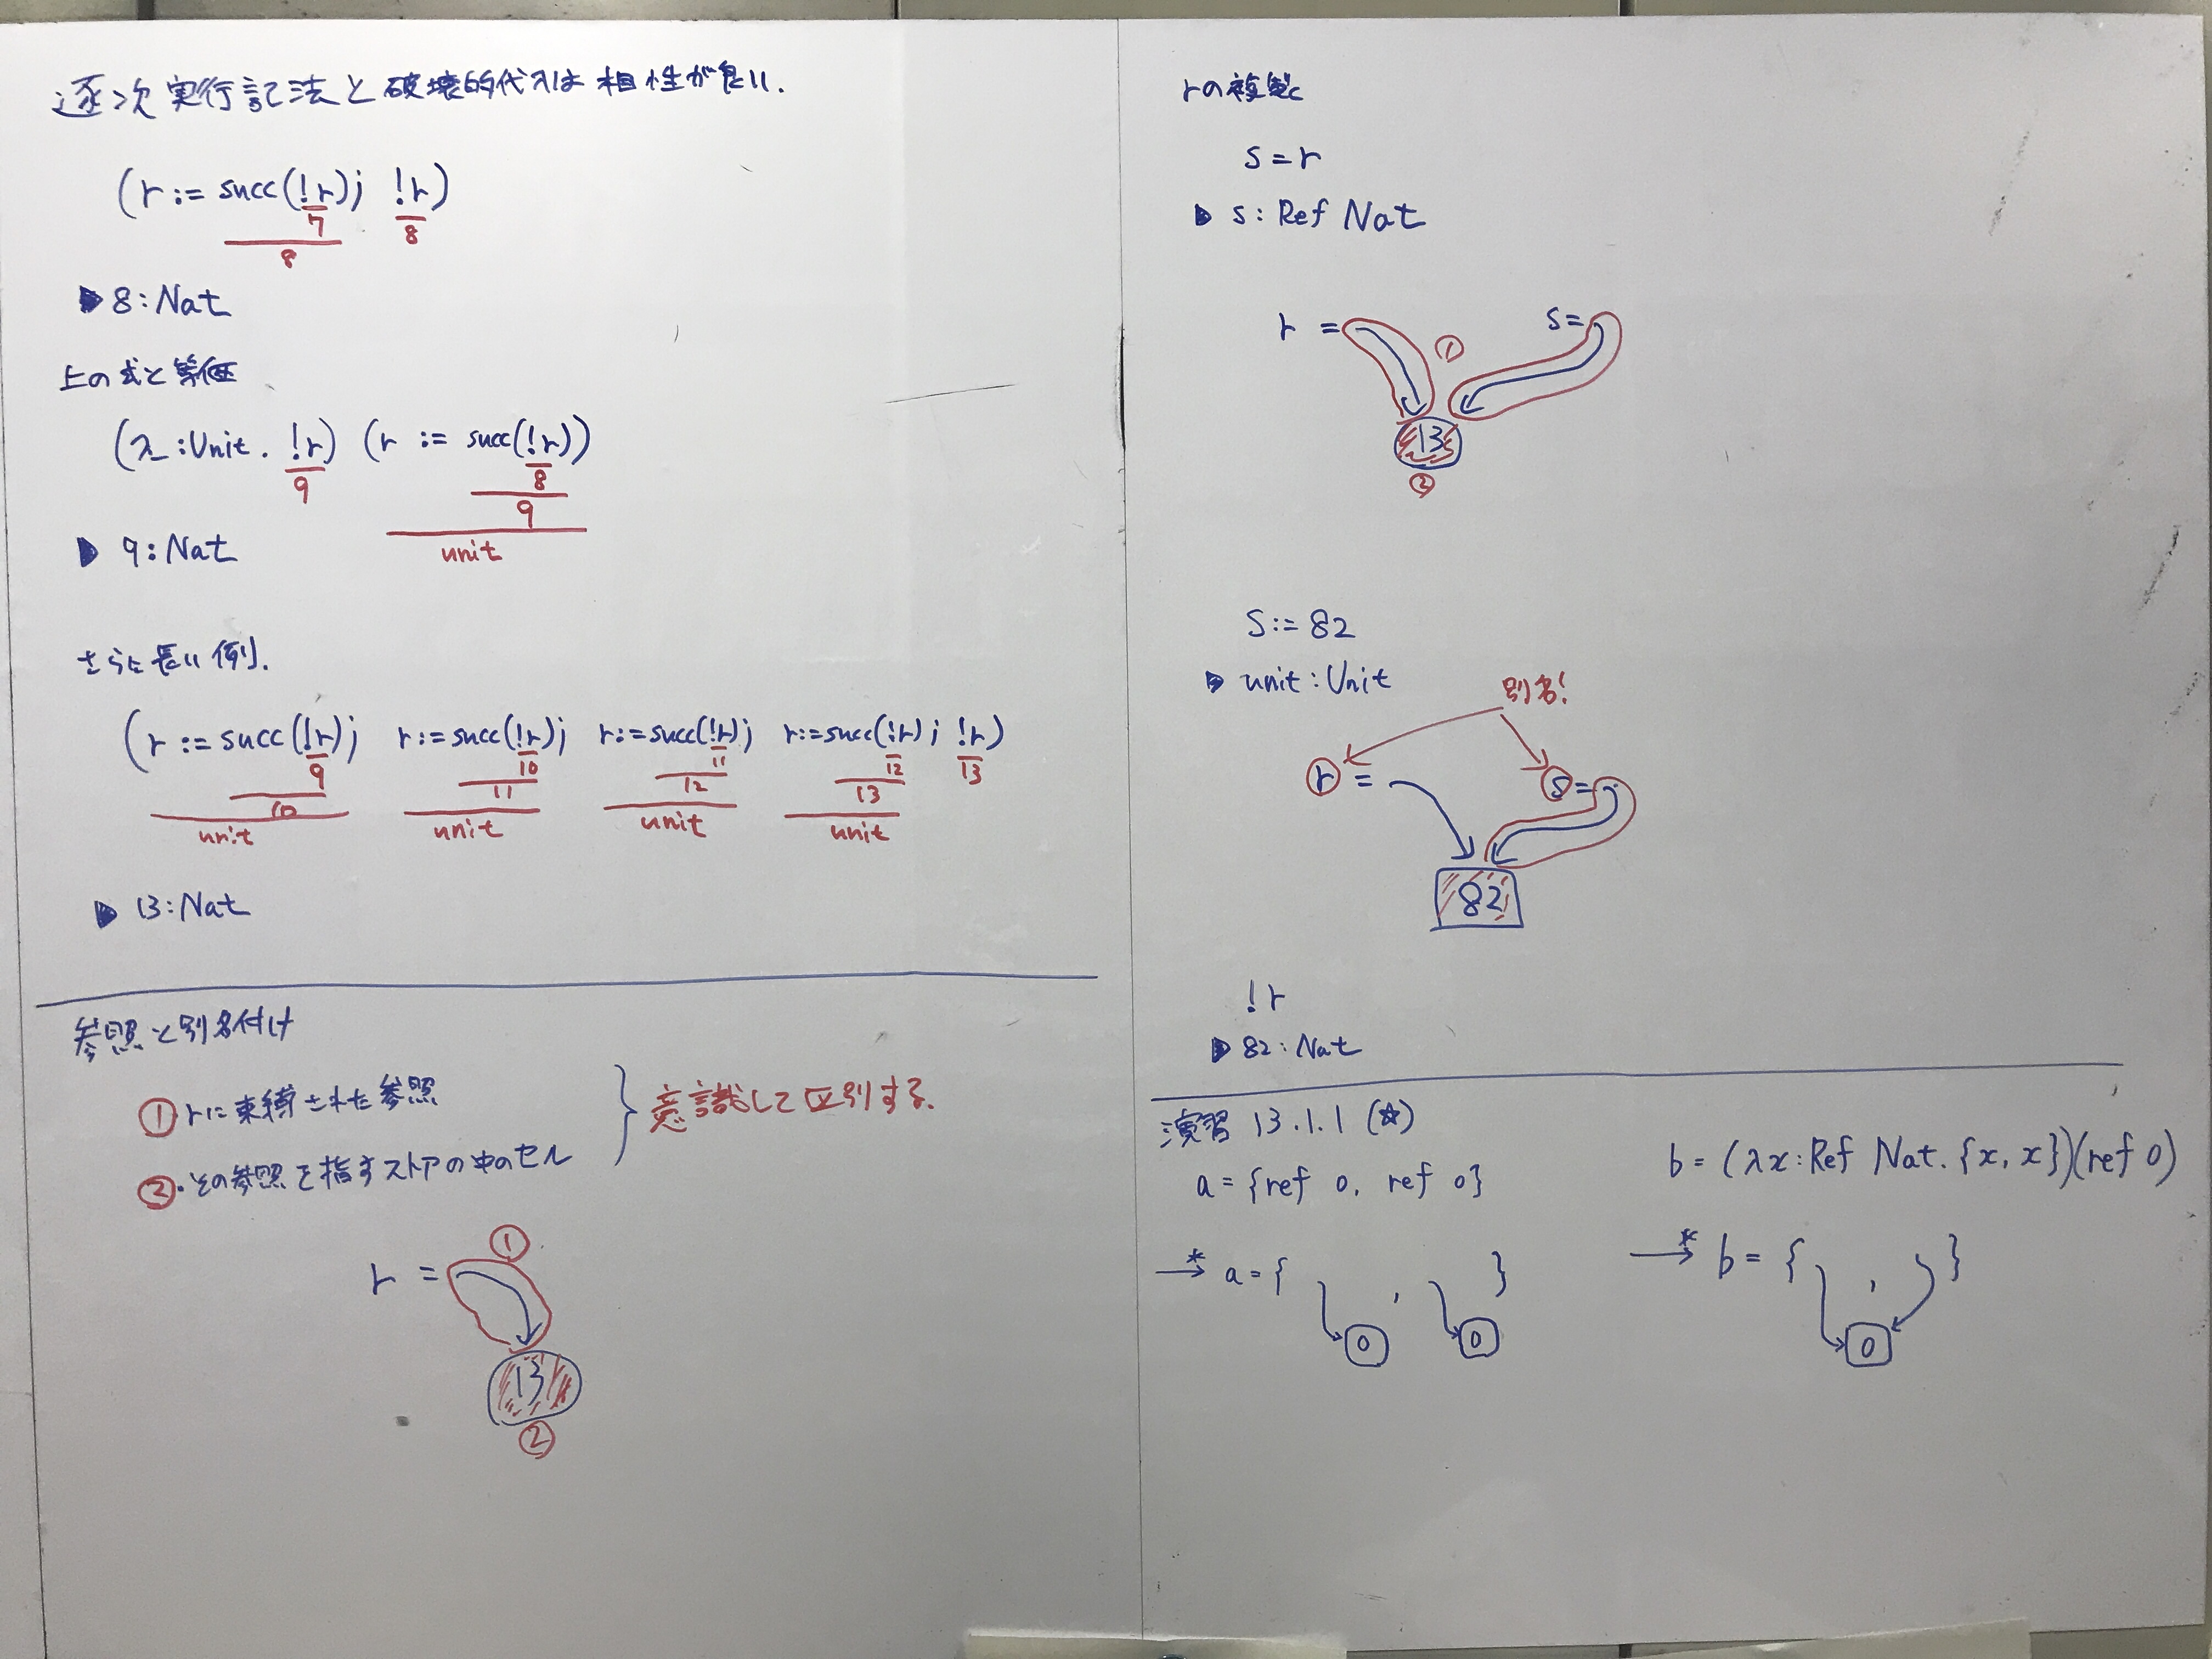 逐次実行記法と破壊的代入は相性が良い.
(r := succ(!r); !r)
7
8
8
▶ 8:Nat
上の式と等価
(λ_:Unit. !r) (r := succ(!r))
9
8
9
unit
▶ 9:Nat
さらに長い例.
(r := succ(!r); r:=succ(!r); r:=succ(!r); r:=succ(!r); !r)
9 10 11 12 13
10 11 12 13
unit unit unit unit
▶ 13:Nat
参照と別名付け
① rに束縛された参照
②・その参照を指すストアの中のセル
意識して区別する.
①
r =
13
②
rの複製
s = r
▶ s: Ref Nat
r = ① s =
13
②
s := 82
▶ unit:Unit
別名!
r = s =
82
!r
▶ 82:Nat
演習 13.1.1 (☆)
a = {ref 0, ref 0}
→* a = { , }
0 0
b = (λx:Ref Nat. {x, x})(ref 0)
→* b = { , }
0